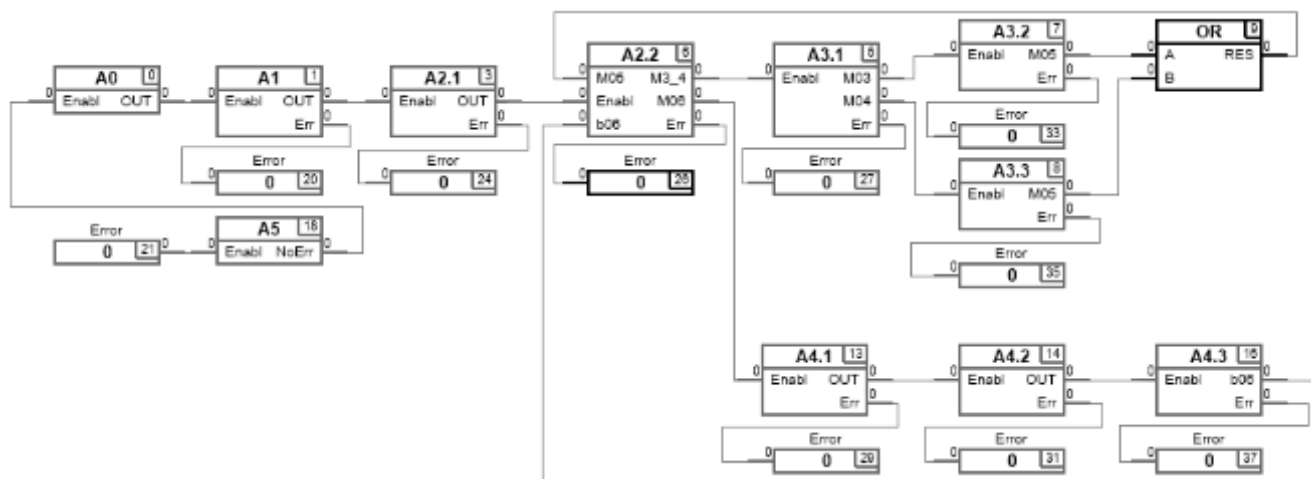 A3.2 7
Enabl M05
Err
OR 9
A RES
B
A0 0
Enabl OUT
A1 1
Enabl OUT
Err
A2.1 3
Enabl OUT
Err
A2.2
M05 M3_4
Enabl M06
b06 Err
A3.1 6
Enabl M03
M04
Err
Error
0 20
Error
0 24
Error
0 26
Error
0 27
Error
0 33
A3.3 8
Enabl M05
Err
Error
0 21
A5 18
Enabl NoErr
Error
0 35
A4.1 13
Enabl OUT
Err
A4.2 14
Enabl OUT
Err
A4.3
Enabl b06
Err
Error
0 29
Error
0 31
Error
0 37